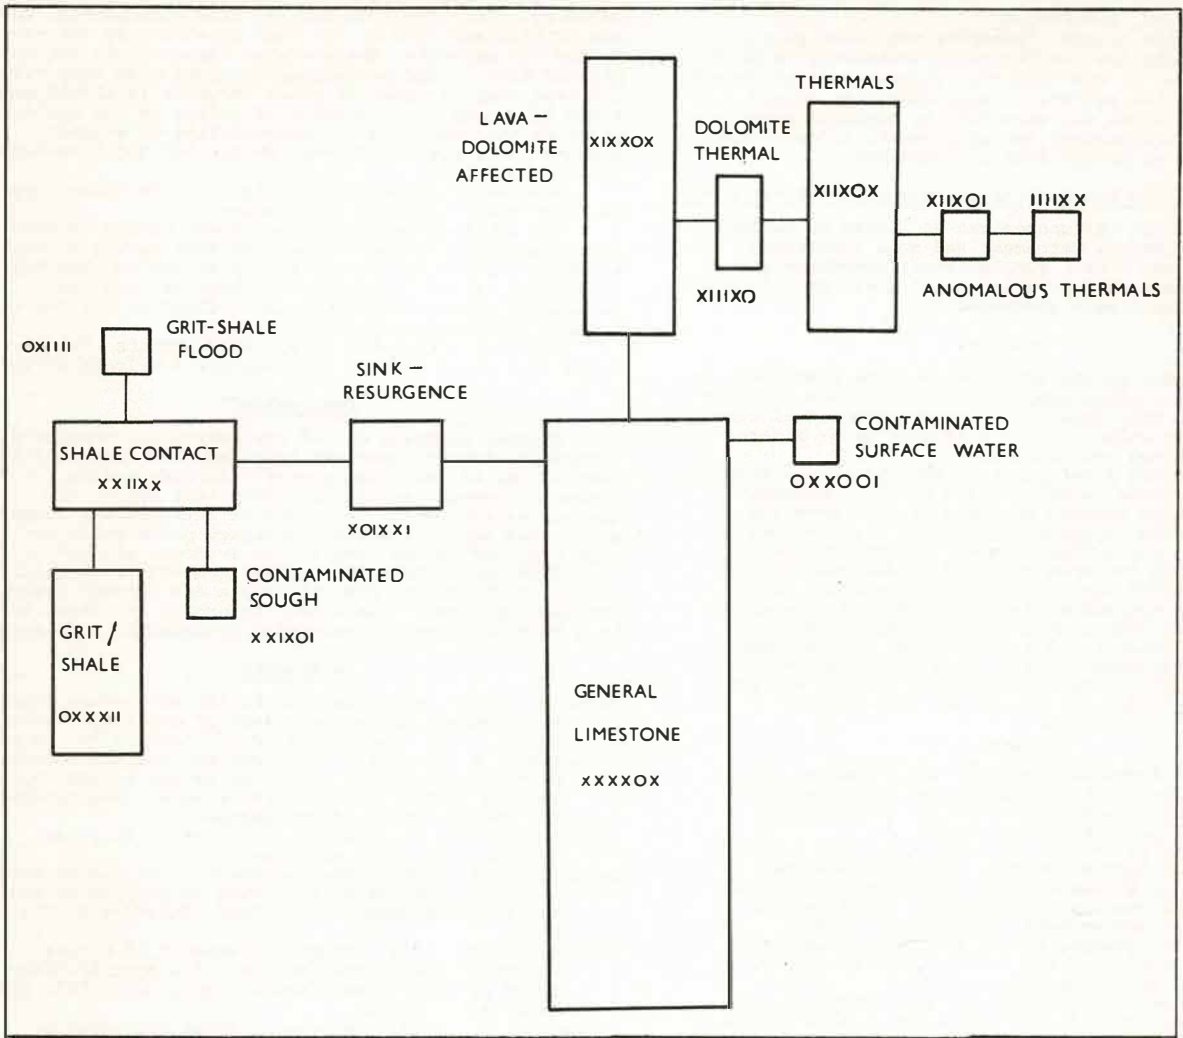 THERMALS
LAVA –
DOLOMITE
AFFECTED
XIXXOX
DOLOMITE
THERMAL
XIIIXO
XIIXOX
XIIXOI
IIIIXX
ANOMALOUS THERMALS
OXIIII
GRIT-SHALE
FLOOD
SINK –
RESURGENCE
XOIXXI
SHALE CONTACT
XXIIXX
CONTAMINATED
SURFACE WATER
OXXOOI
CONTAMINATED
SOUGH
XXIXOI
GRIT /
SHALE
OXXXII
GENERAL
LIMESTONE
XXXXOX